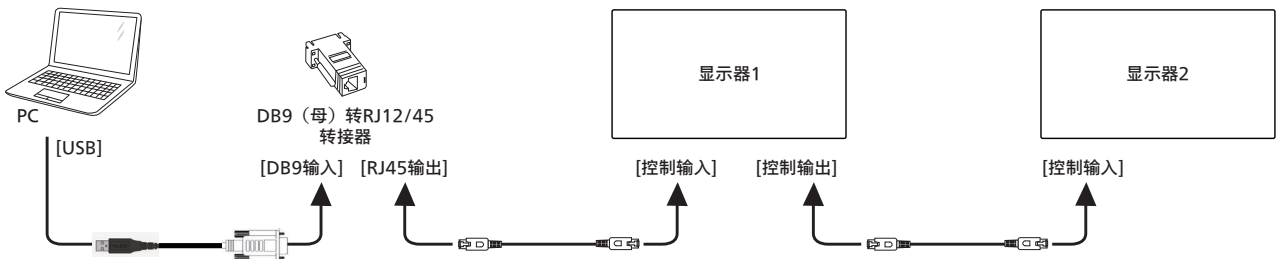 显示器1
显示器2
PC
DB9（母）转RJ12/45
转接器
[USB]
[DB9输入] [RJ45输出]
[控制输入]
[控制输出]
[控制输入]